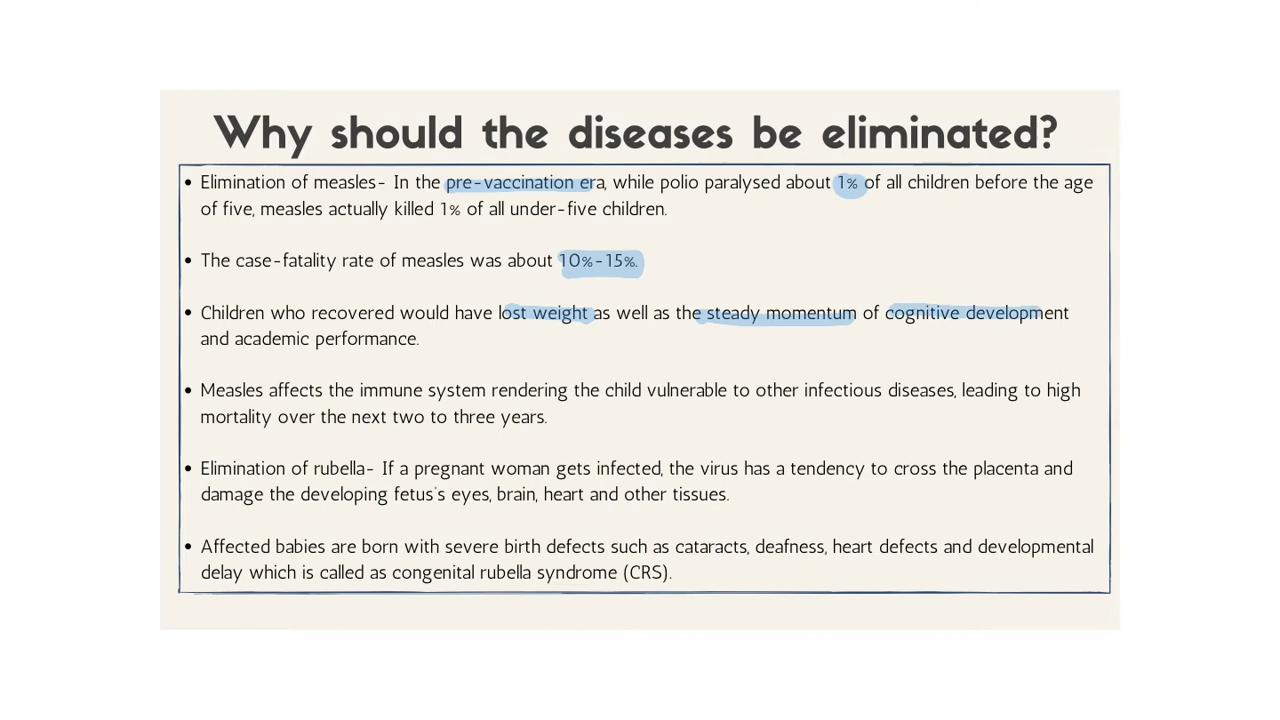 Why should the diseases be eliminated?
• Elimination of measles- In the pre-vaccination era, while polio paralysed about 1% of all children before the age
of five, measles actually killed 1% of all under-five children.
• The case-fatality rate of measles was about 10%-15%.
• Children who recovered would have lost weight as well as the steady momentum of cognitive development
and academic performance.
• Measles affects the immune system rendering the child vulnerable to other infectious diseases, leading to high
mortality over the next two to three years.
• Elimination of rubella- If a pregnant woman gets infected, the virus has a tendency to cross the placenta and
damage the developing fetus's eyes, brain, heart and other tissues.
• Affected babies are born with severe birth defects such as cataracts, deafness, heart defects and developmental
delay which is called as congenital rubella syndrome (CRS).